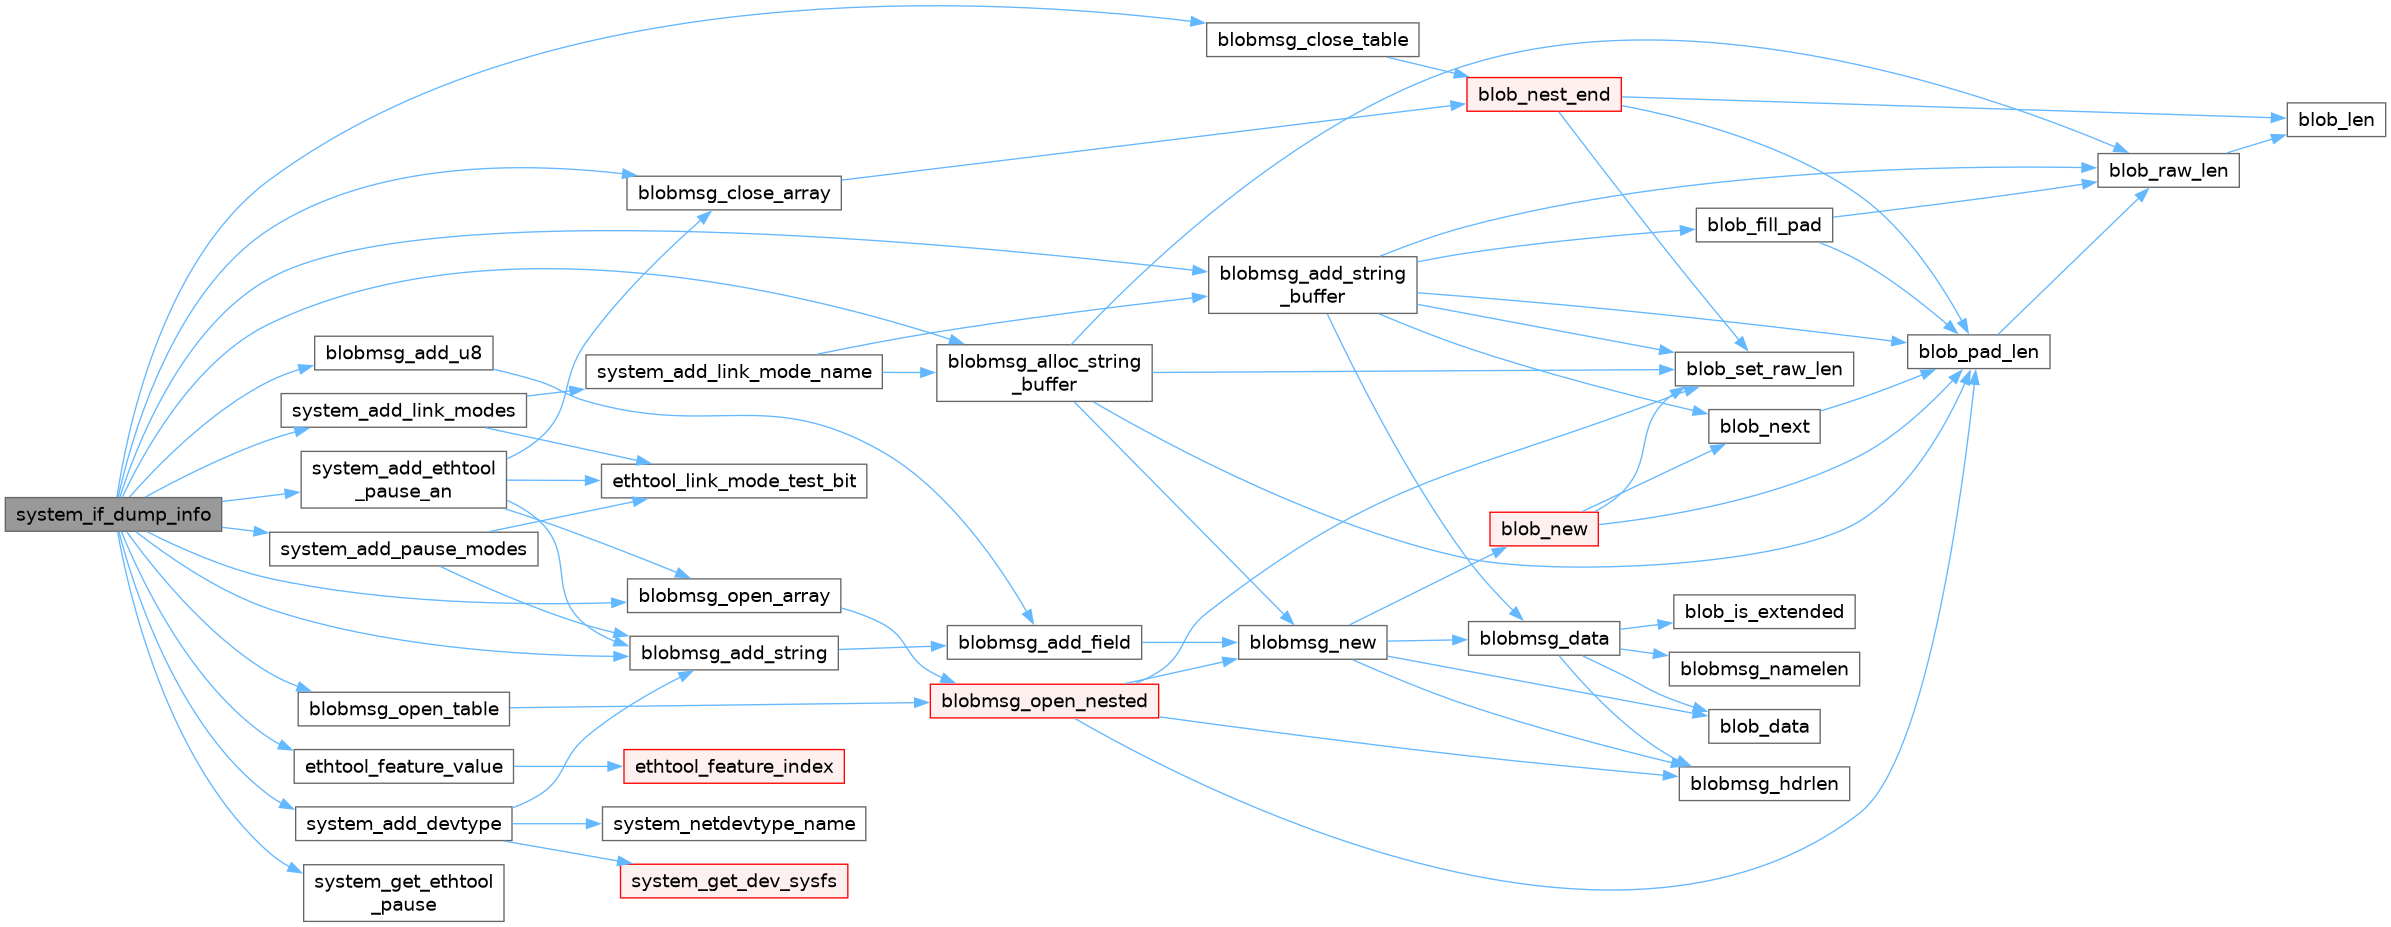 system_if_dump_info
blobmsg_close_table
blobmsg_close_array
blobmsg_add_u8
system_add_link_modes
system_add_ethtool
_pause_an
system_add_pause_modes
blobmsg_open_table
ethtool_feature_value
system_add_devtype
system_get_ethtool
_pause
system_add_link_mode_name
ethtool_link_mode_test_bit
blobmsg_open_array
blobmsg_add_string
ethtool_feature_index
system_netdevtype_name
system_get_dev_sysfs
blobmsg_alloc_string
_buffer
blobmsg_add_field
blobmsg_open_nested
blobmsg_add_string
_buffer
blobmsg_new
blob_nest_end
blob_new
blobmsg_data
blob_fill_pad
blob_set_raw_len
blob_next
blob_is_extended
blobmsg_namelen
blob_data
blobmsg_hdrlen
blob_pad_len
blob_raw_len
blob_len